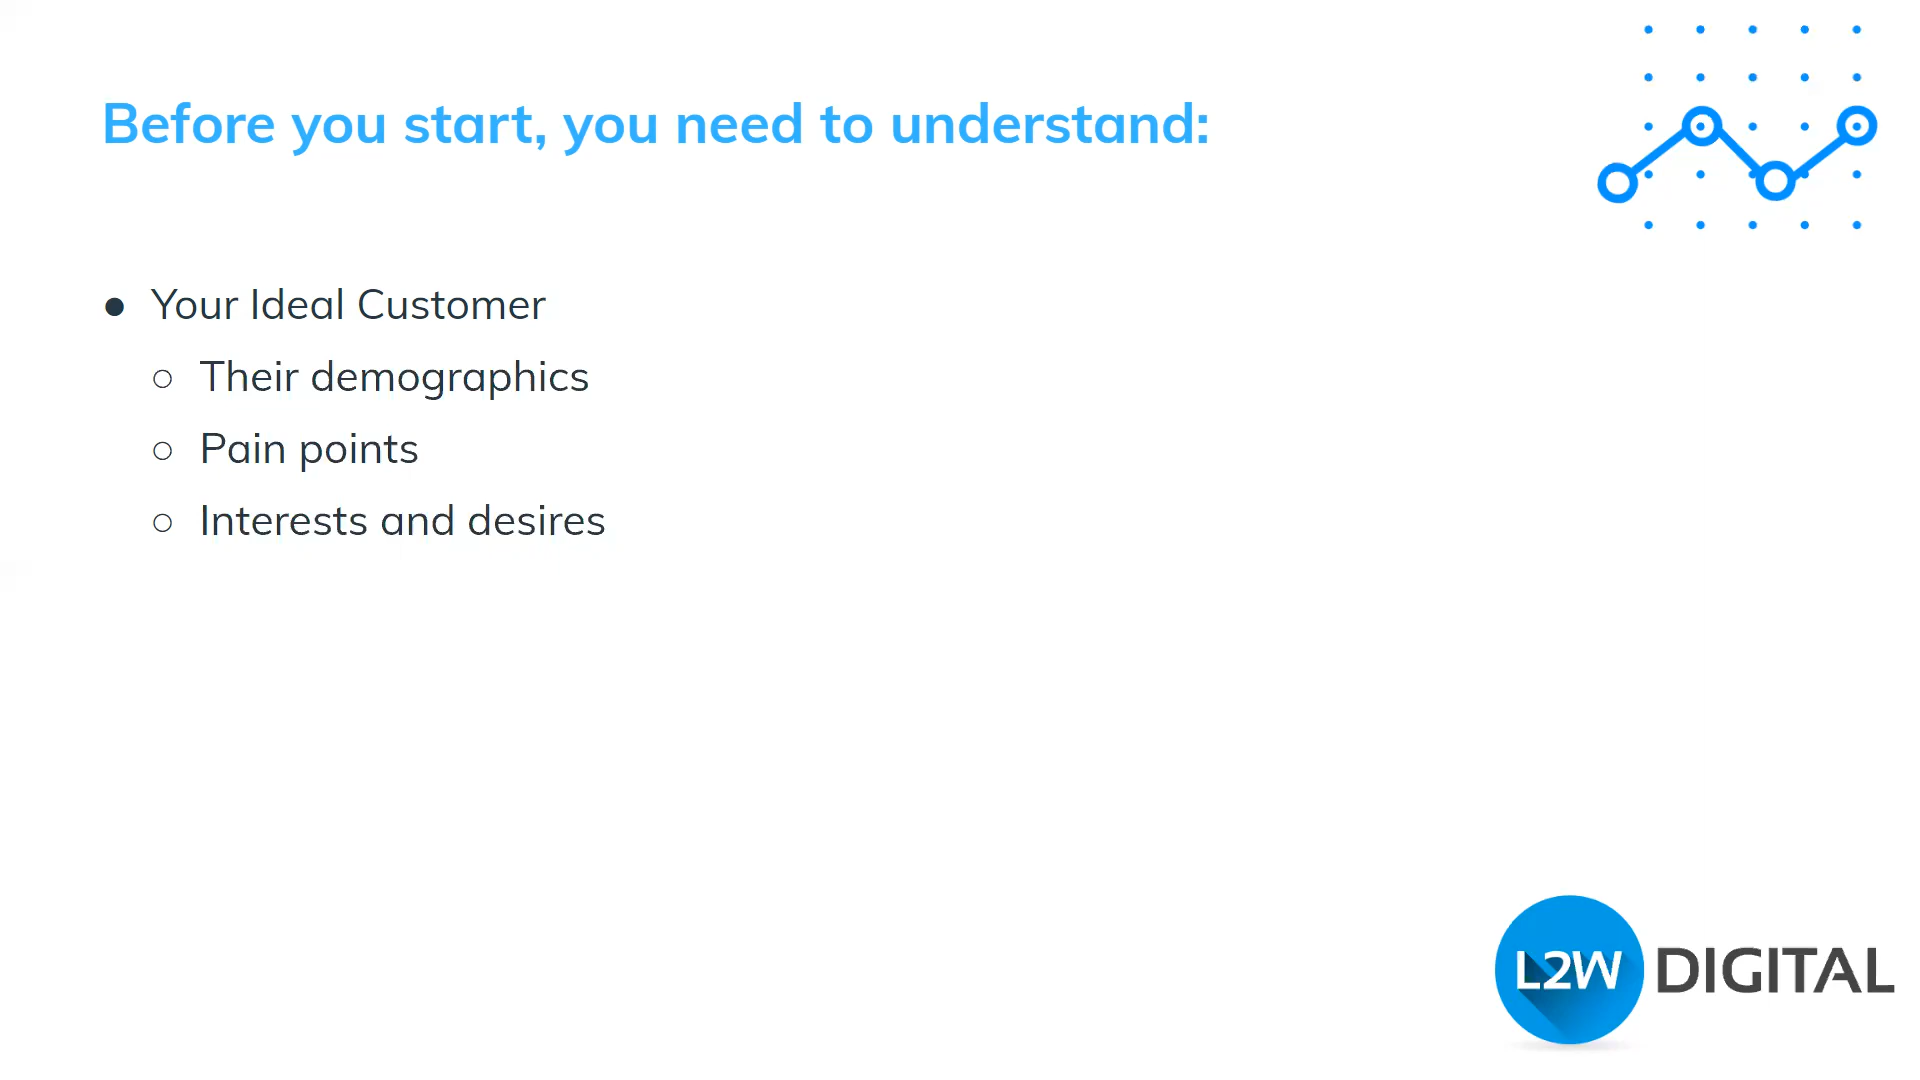 Before you start, you need to understand:
● Your Ideal Customer
○ Their demographics
○ Pain points
○ Interests and desires
L2W DIGITAL